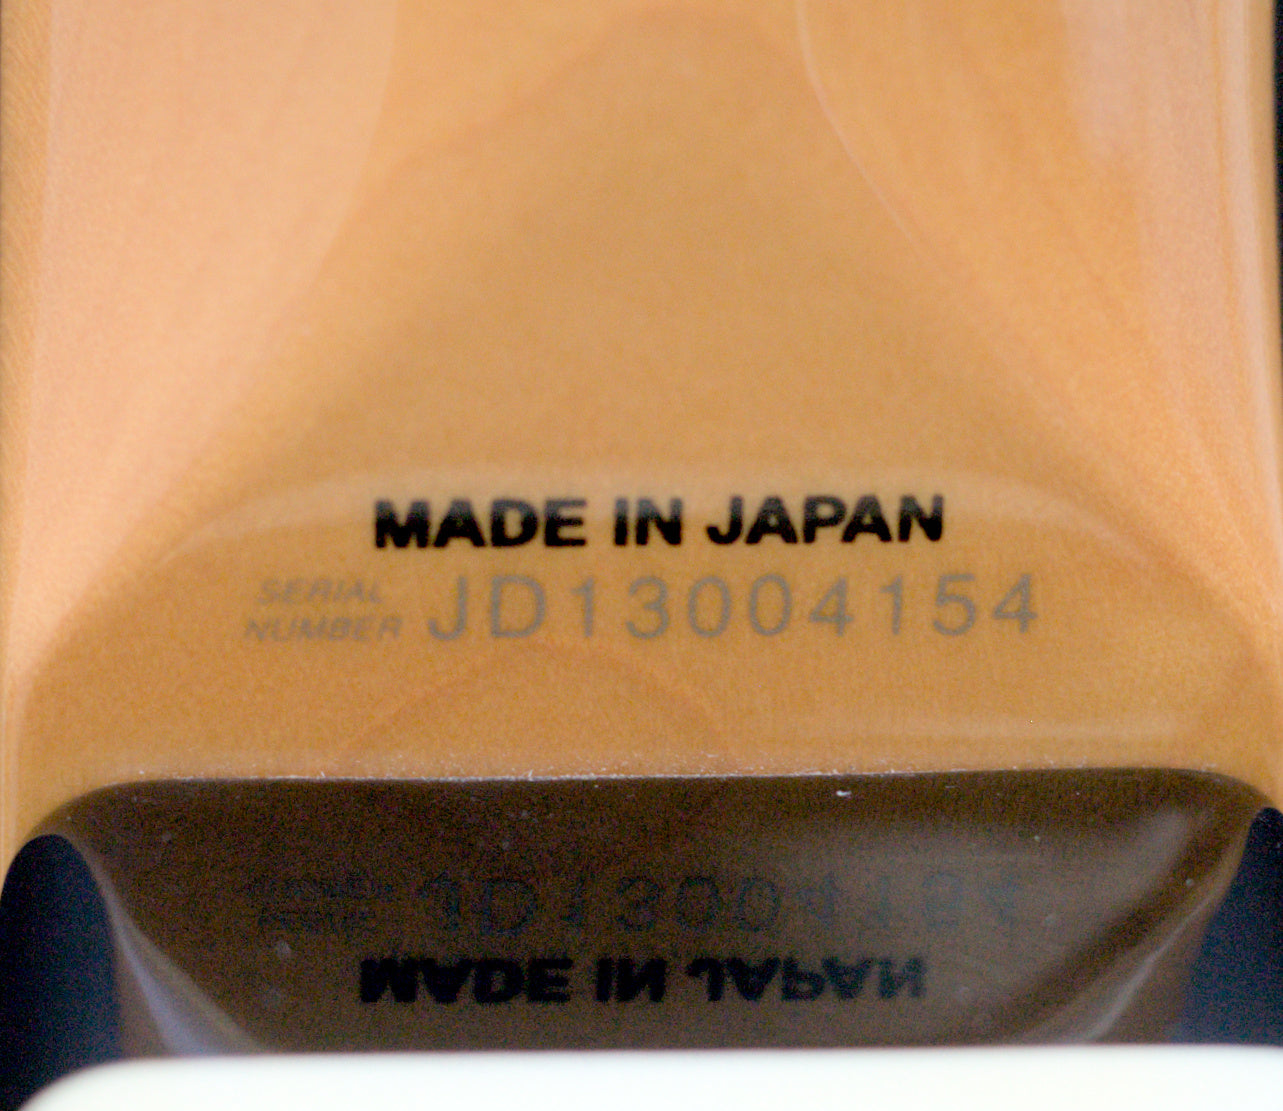 MADE IN JAPAN
SERIAL
NUMBER JD13004154